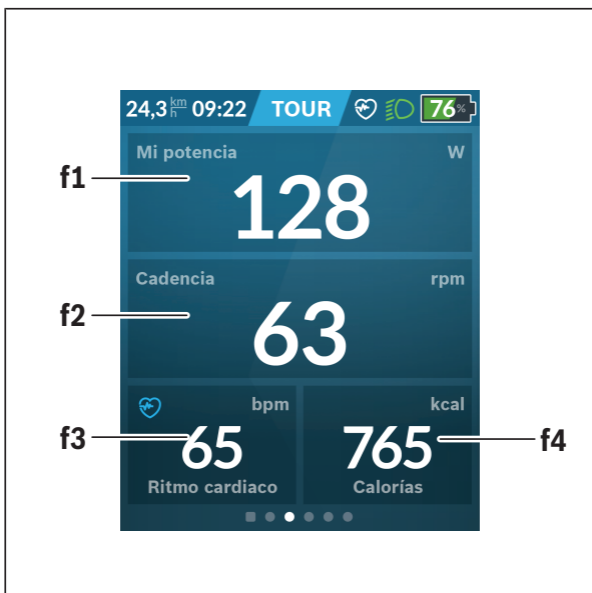 24,3 km/h 09:22 TOUR 76%
Mi potencia W
f1
128
Cadencia rpm
f2
63
bpm kcal
f3 65 765 f4
Ritmo cardiaco Calorías